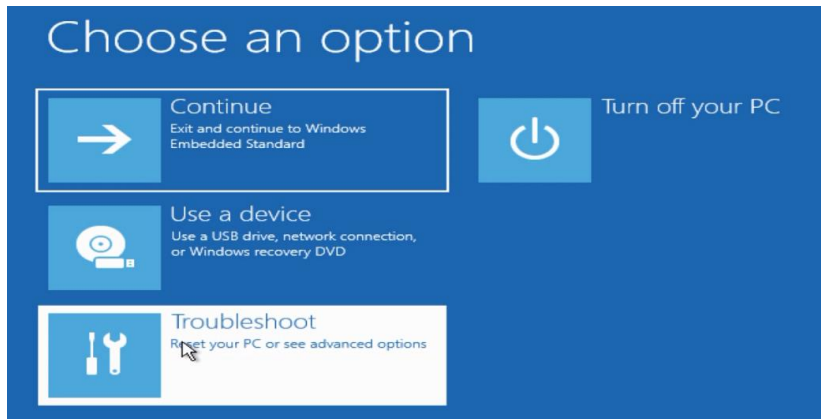 Choose an option
Continue
Exit and continue to Windows
Embedded Standard
Turn off your PC
Use a device
Use a USB drive, network connection,
or Windows recovery DVD
Troubleshoot
Reset your PC or see advanced options